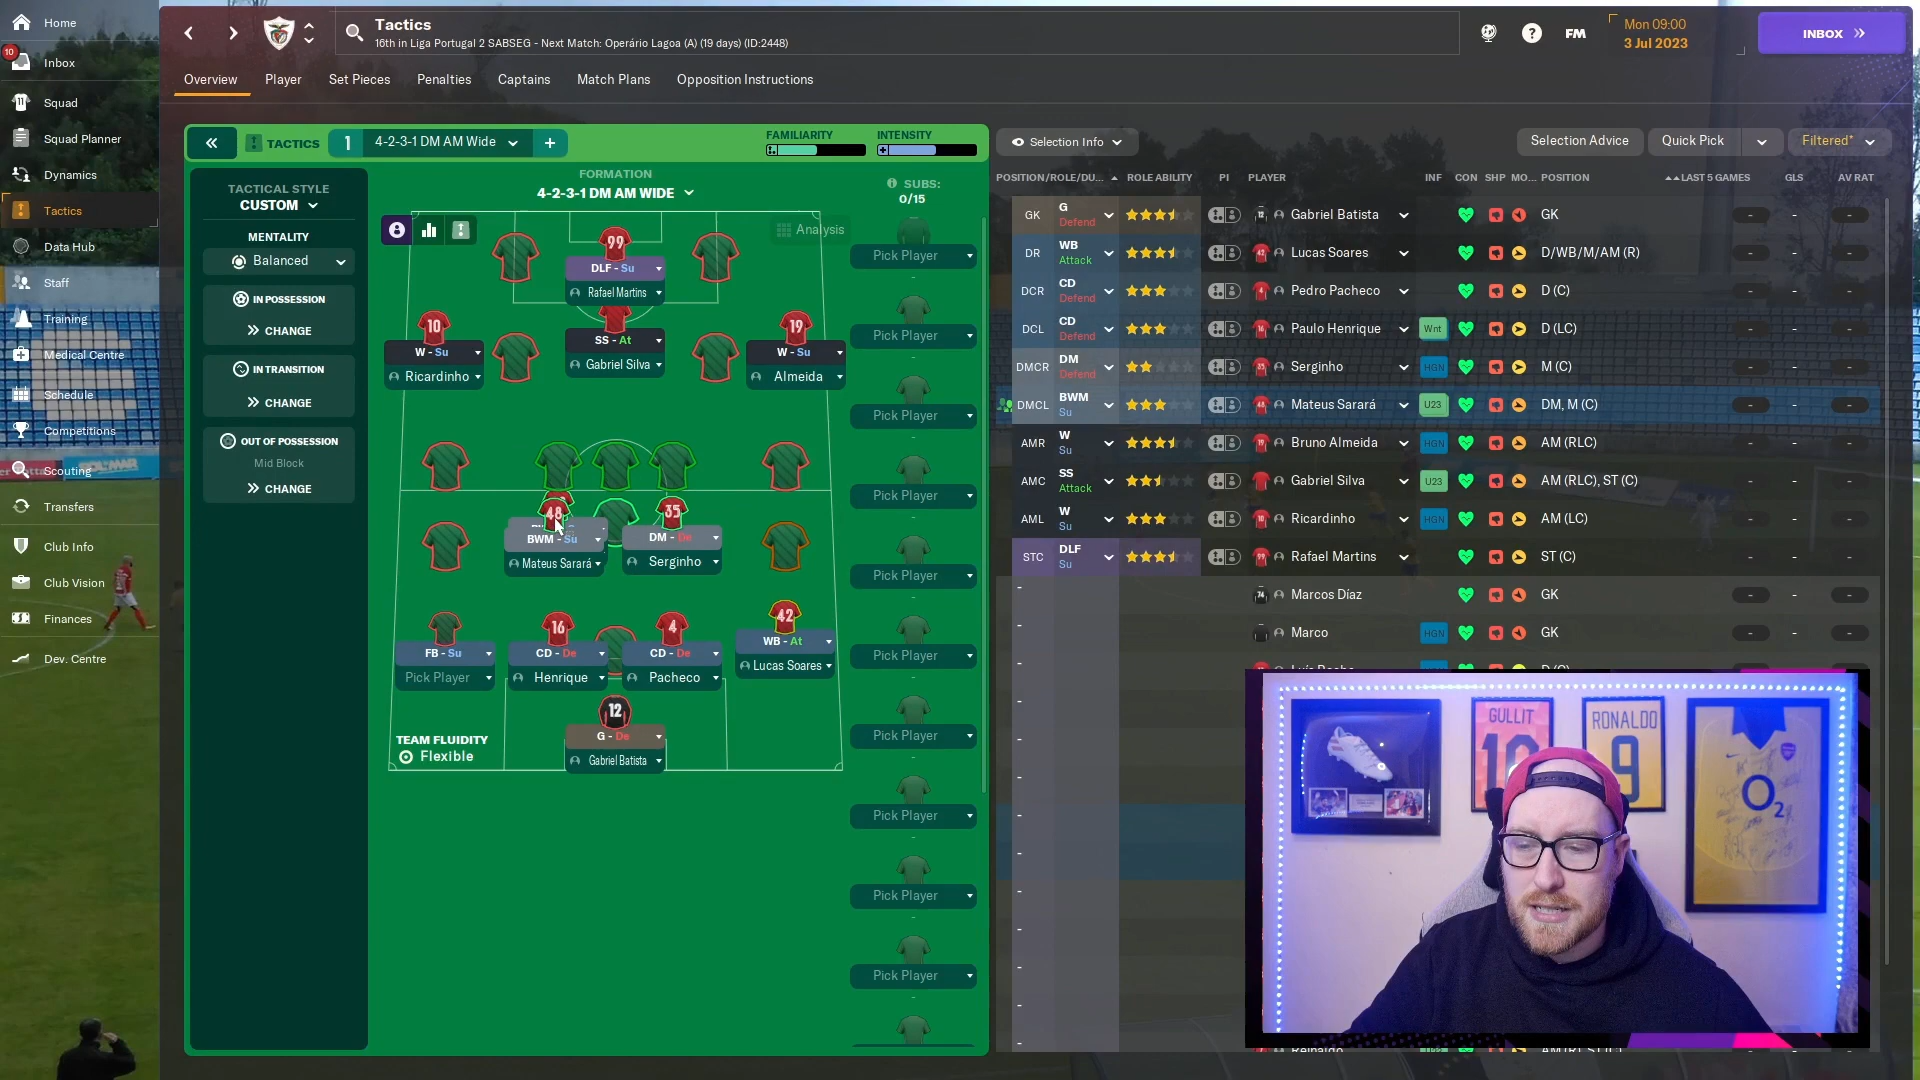 Home
10
Inbox
Squad
Squad Planner
Dynamics
Tactics
Data Hub
Staff
Training
Medical Centre
Schedule
Competitions
Scouting
Transfers
Club Info
Club Vision
Finances
Dev. Centre
Tactics
16th in Liga Portugal 2 SABSEG - Next Match: Operário Lagoa (A) (19 days) (ID:2448)
FM
Mon 09:00
3 Jul 2023
INBOX
Overview Player Set Pieces Penalties Captains Match Plans Opposition Instructions
TACTICS 1 4-2-3-1 DM AM Wide +
FAMILIARITY INTENSITY
TACTICAL STYLE
CUSTOM
MENTALITY
Balanced
IN POSSESSION
CHANGE
IN TRANSITION
CHANGE
OUT OF POSSESSION
Mid Block
CHANGE
FORMATION
4-2-3-1 DM AM WIDE
SUBS:
0/15
Analysis
99
DLF - Su
Rafael Martins
10
W - Su
Ricardinho
SS - At
Gabriel Silva
19
W - Su
Almeida
48
BWM - Su
Mateus Sarará
35
DM - De
Serginho
FB - Su
Pick Player
16
CD - De
Henrique
4
CD - De
Pacheco
42
WB - At
Lucas Soares
12
G - De
Gabriel Batista
TEAM FLUIDITY
Flexible
Pick Player
Pick Player
Pick Player
Pick Player
Pick Player
Pick Player
Pick Player
Pick Player
Pick Player
Pick Player
Selection Info Selection Advice Quick Pick Filtered*
POSITION/ROLE/DU... ROLE ABILITY PI PLAYER INF CON SHP MO... POSITION LAST 5 GAMES GLS AV RAT
GK G Defend Gabriel Batista GK - - -
DR WB Attack Lucas Soares D/WB/M/AM (R) - - -
DCR CD Defend Pedro Pacheco D (C) - - -
DCL CD Defend Paulo Henrique Wnt D (LC) - - -
DMCR DM Defend Serginho HGN M (C) - - -
DMCL BWM Su Mateus Sarará U23 DM, M (C) - - -
AMR W Su Bruno Almeida HGN AM (RLC) - - -
AMC SS Attack Gabriel Silva U23 AM (RLC), ST (C) - - -
AML W Su Ricardinho HGN AM (LC) - - -
STC DLF Su Rafael Martins ST (C) - - -
- Marcos Díaz GK - - -
- Marco HGN GK - - -
GULLIT
10
RONALDO
9
O2